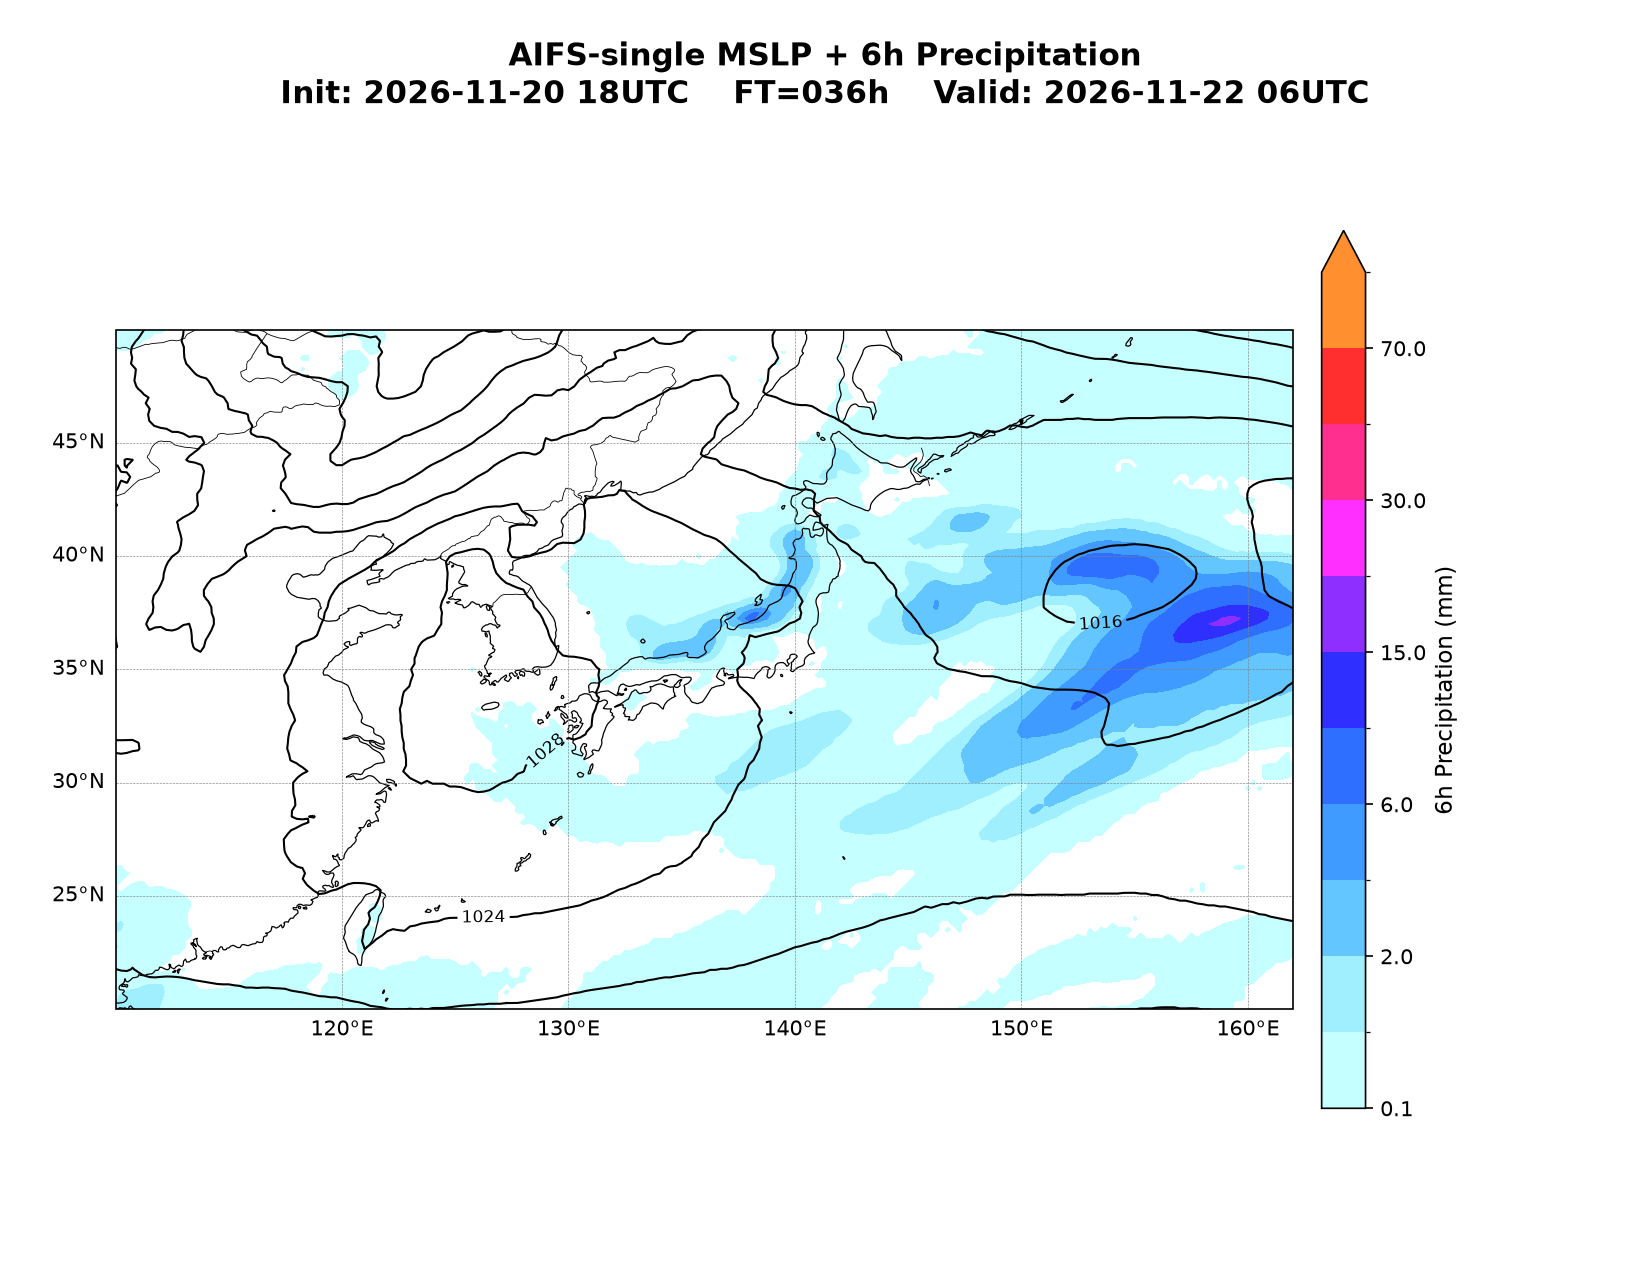 AIFS-single MSLP + 6h Precipitation
Init: 2026-11-20 18UTC    FT=036h    Valid: 2026-11-22 06UTC
70.0
30.0
15.0
6.0
2.0
0.1
6h Precipitation (mm)
45°N
40°N
35°N
30°N
25°N
1016
1028
1024
120°E
130°E
140°E
150°E
160°E